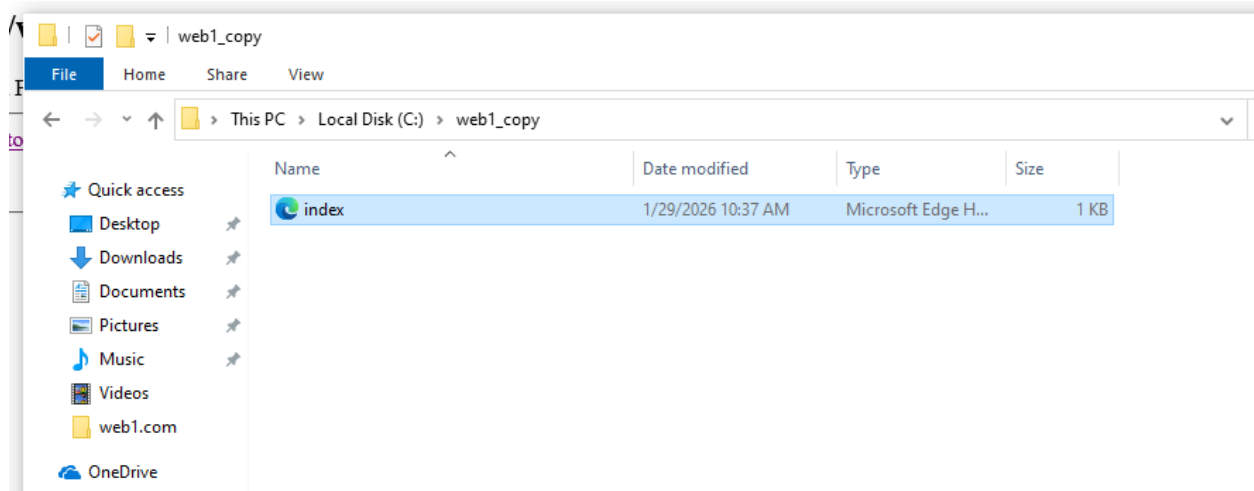 web1_copy
File Home Share View
This PC > Local Disk (C:) > web1_copy
Name Date modified Type Size
Quick access
index 1/29/2026 10:37 AM Microsoft Edge H... 1 KB
Desktop
Downloads
Documents
Pictures
Music
Videos
web1.com
OneDrive
to